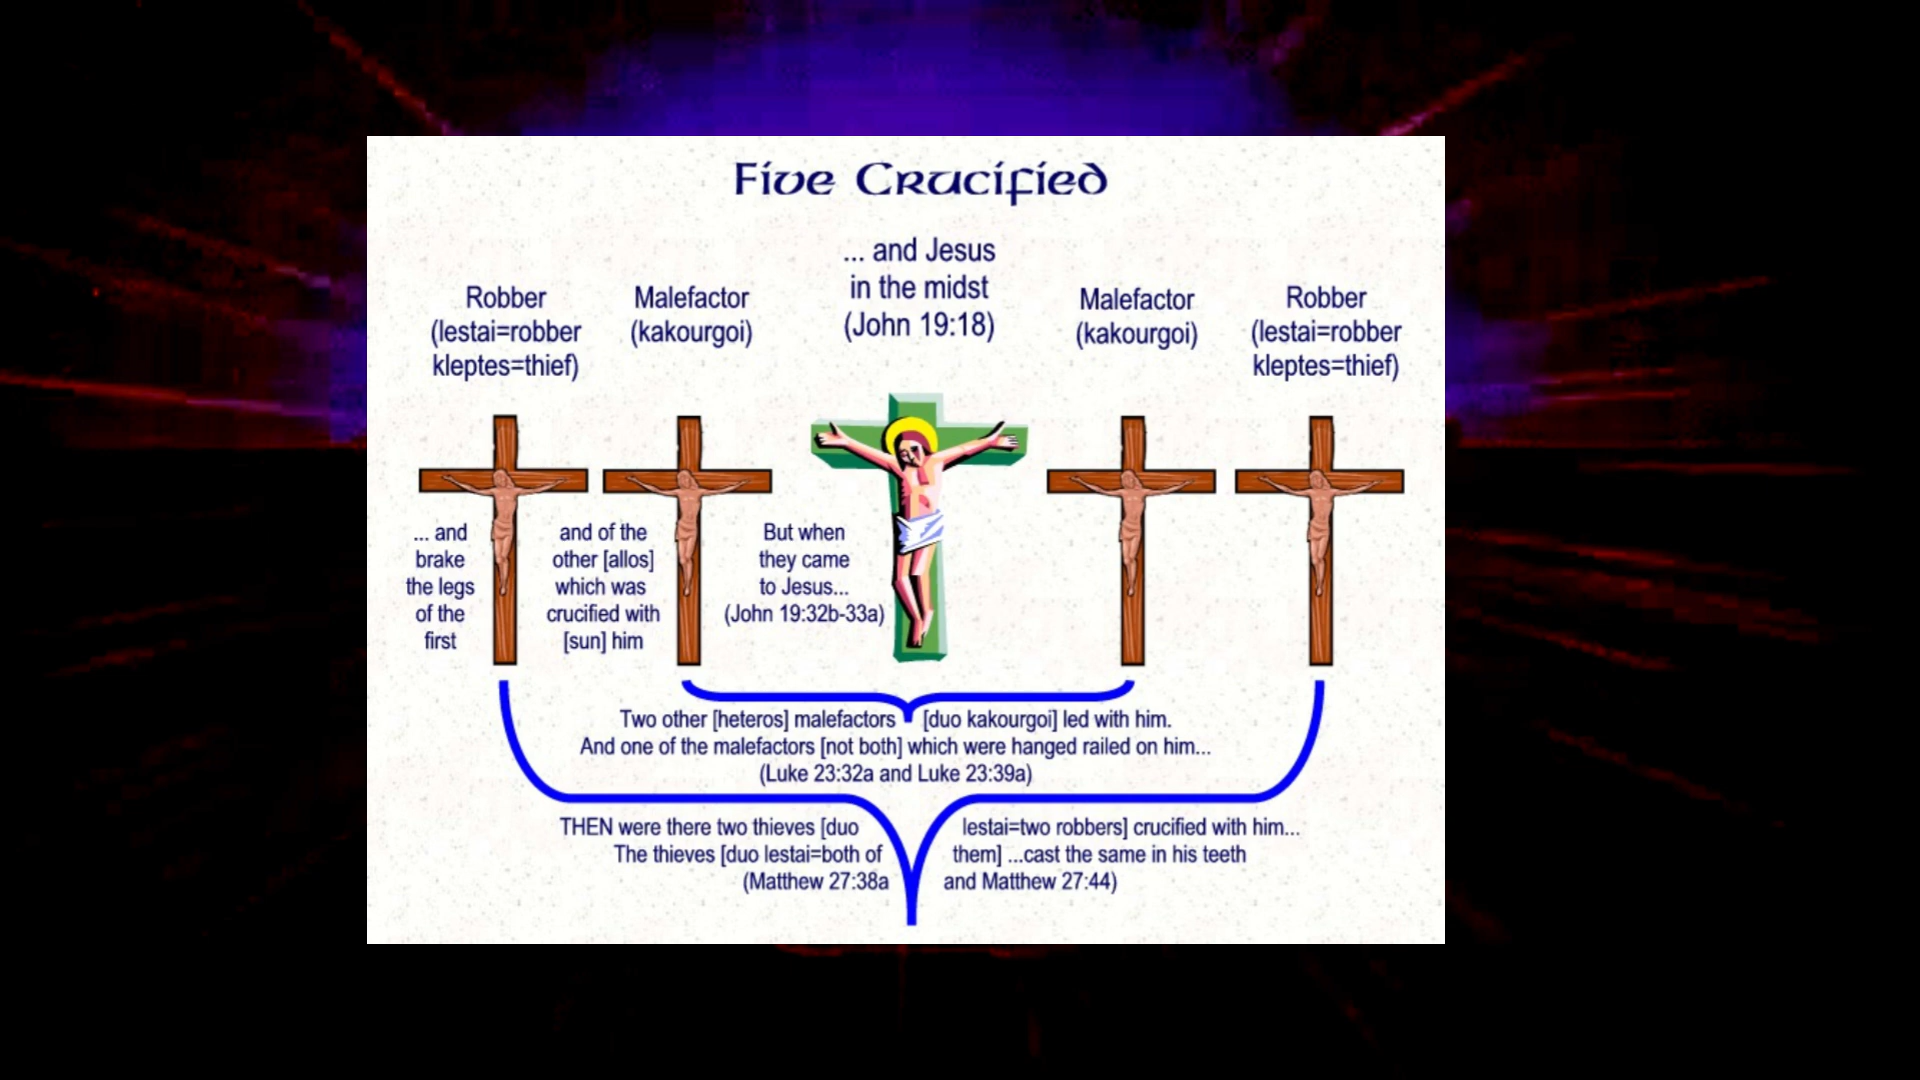 Five Crucified
... and Jesus
in the midst
(John 19:18)
Robber
(lestai=robber
kleptes=thief)
Malefactor
(kakourgoi)
Malefactor
(kakourgoi)
Robber
(lestai=robber
kleptes=thief)
... and
brake
the legs
of the
first
and of the
other [allos]
which was
crucified with
[sun] him
But when
they came
to Jesus...
(John 19:32b-33a)
Two other [heteros] malefactors [duo kakourgoi] led with him.
And one of the malefactors [not both] which were hanged railed on him...
(Luke 23:32a and Luke 23:39a)
THEN were there two thieves [duo lestai=two robbers] crucified with him...
The thieves [duo lestai=both of them] ...cast the same in his teeth
(Matthew 27:38a and Matthew 27:44)